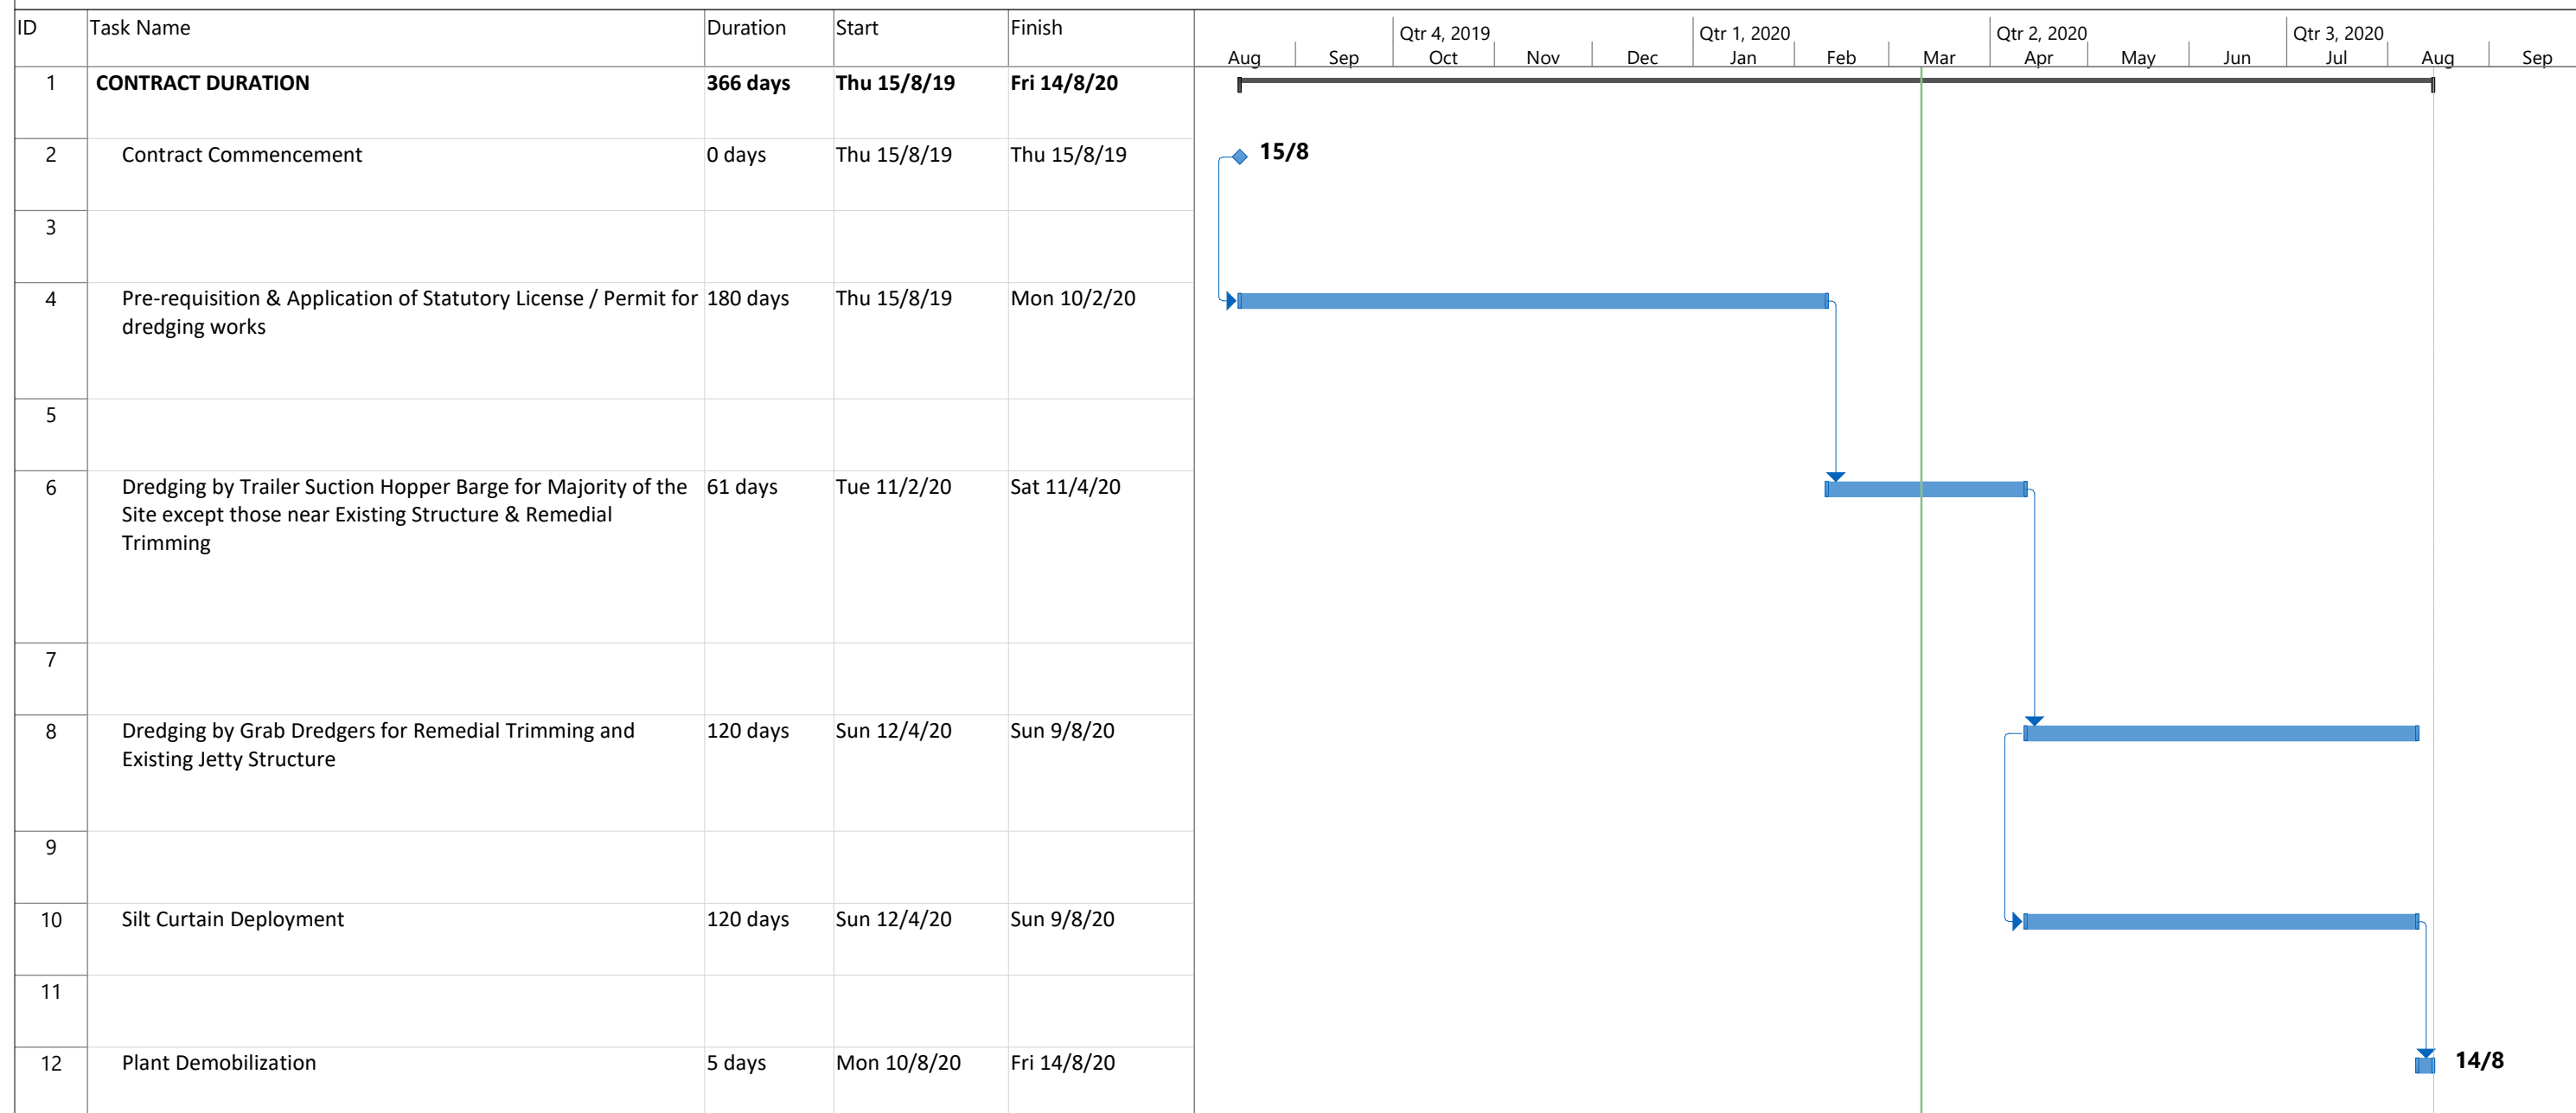 ID Task Name Duration Start Finish
Qtr 4, 2019 Qtr 1, 2020 Qtr 2, 2020 Qtr 3, 2020
Aug Sep Oct Nov Dec Jan Feb Mar Apr May Jun Jul Aug Sep
1 CONTRACT DURATION 366 days Thu 15/8/19 Fri 14/8/20
2 Contract Commencement 0 days Thu 15/8/19 Thu 15/8/19 15/8
3
4 Pre-requisition & Application of Statutory License / Permit for 180 days Thu 15/8/19 Mon 10/2/20
dredging works
5
6 Dredging by Trailer Suction Hopper Barge for Majority of the 61 days Tue 11/2/20 Sat 11/4/20
Site except those near Existing Structure & Remedial
Trimming
7
8 Dredging by Grab Dredgers for Remedial Trimming and 120 days Sun 12/4/20 Sun 9/8/20
Existing Jetty Structure
9
10 Silt Curtain Deployment 120 days Sun 12/4/20 Sun 9/8/20
11
12 Plant Demobilization 5 days Mon 10/8/20 Fri 14/8/20 14/8